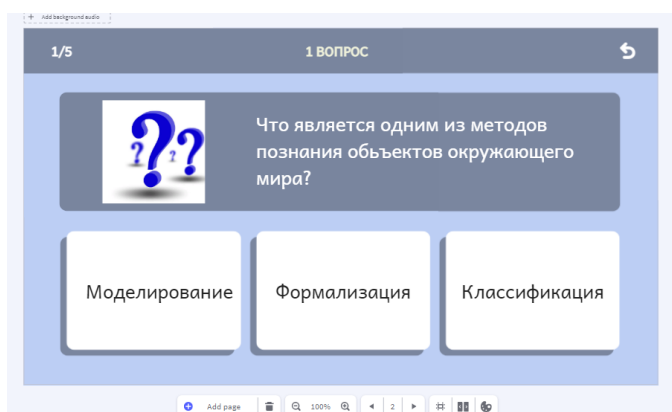 + Add background audio
1/5
1 ВОПРОС
Что является одним из методов
познания обьектов окружающего
мира?
Моделирование
Формализация
Классификация
Add page
100%
2